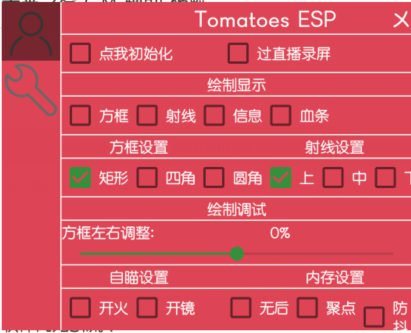 Tomatoes ESP
点我初始化 过直播录屏
绘制显示
方框 射线 信息 血条
方框设置 射线设置
矩形 四角 圆角 上 中
绘制调试
方框左右调整: 0%
自瞄设置 内存设置
开火 开镜 无后 聚点 防抖